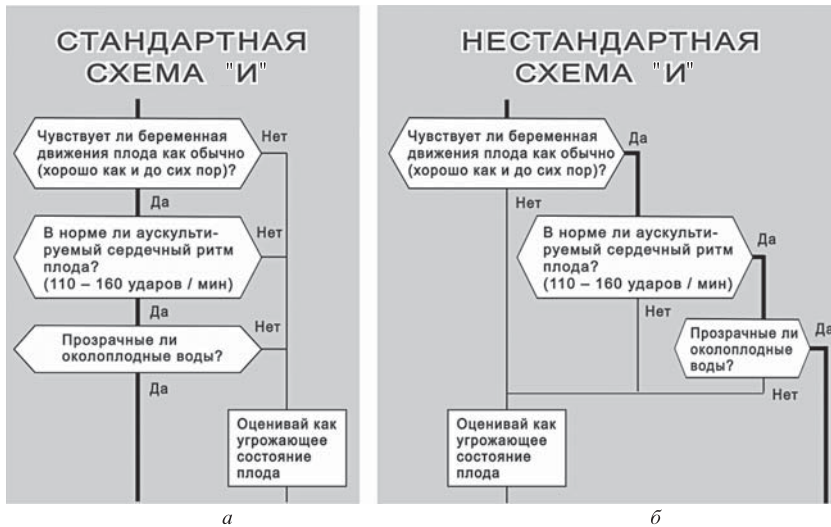 СТАНДАРТНАЯ
СХЕМА "И"
Чувствует ли беременная
движения плода как обычно
(хорошо как и до сих пор)?
Нет
Да
В норме ли аускульти-
руемый сердечный ритм
плода?
(110 – 160 ударов / мин)
Нет
Да
Прозрачные ли
околоплодные воды?
Нет
Да
Оценивай как
угрожающее
состояние
плода
а
НЕСТАНДАРТНАЯ
СХЕМА "И"
Чувствует ли беременная
движения плода как обычно
(хорошо как и до сих пор)?
Да
Нет
В норме ли аускульти-
руемый сердечный ритм
плода?
(110 – 160 ударов / мин)
Да
Нет
Прозрачные ли
околоплодные
воды?
Да
Нет
Оценивай как
угрожающее
состояние
плода
б